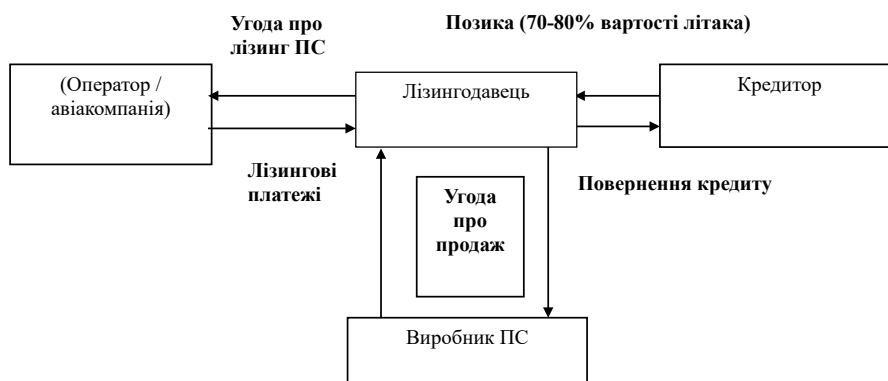 Угода про
лізинг ПС
Позика (70-80% вартості літака)
(Оператор /
авіакомпанія)
Лізингодавець
Кредитор
Лізингові
платежі
Угода
про
продаж
Повернення кредиту
Виробник ПС